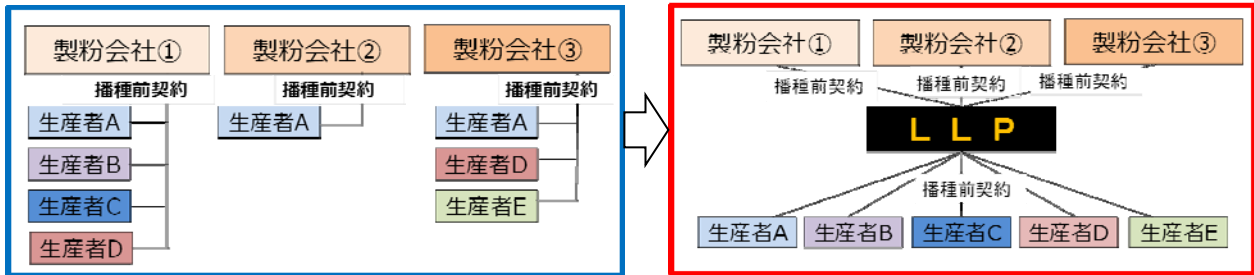 製粉会社①
播種前契約
生産者A
生産者B
生産者C
生産者D
製粉会社②
播種前契約
生産者A
製粉会社③
播種前契約
生産者A
生産者D
生産者E
製粉会社① 製粉会社② 製粉会社③
播種前契約 播種前契約 播種前契約
LLP
播種前契約
生産者A 生産者B 生産者C 生産者D 生産者E